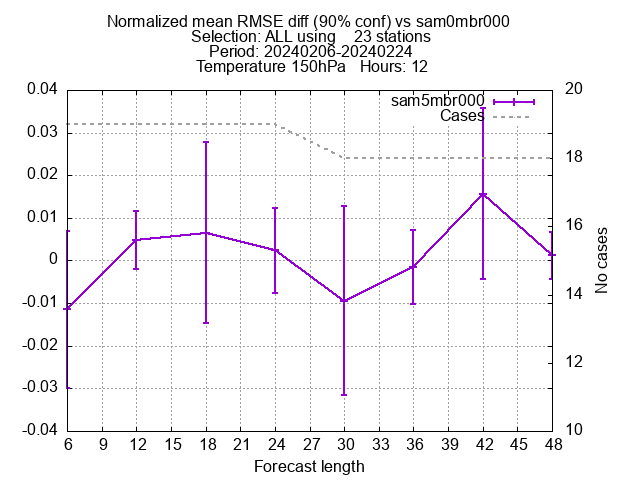 Normalized mean RMSE diff (90% conf) vs sam0mbr000
Selection: ALL using    23 stations
Period: 20240206-20240224
Temperature 150hPa   Hours: 12
sam5mbr000
Cases
0.04
0.03
0.02
0.01
0
-0.01
-0.02
-0.03
-0.04
20
18
16
14
12
10
No cases
6 9 12 15 18 21 24 27 30 33 36 39 42 45 48
Forecast length